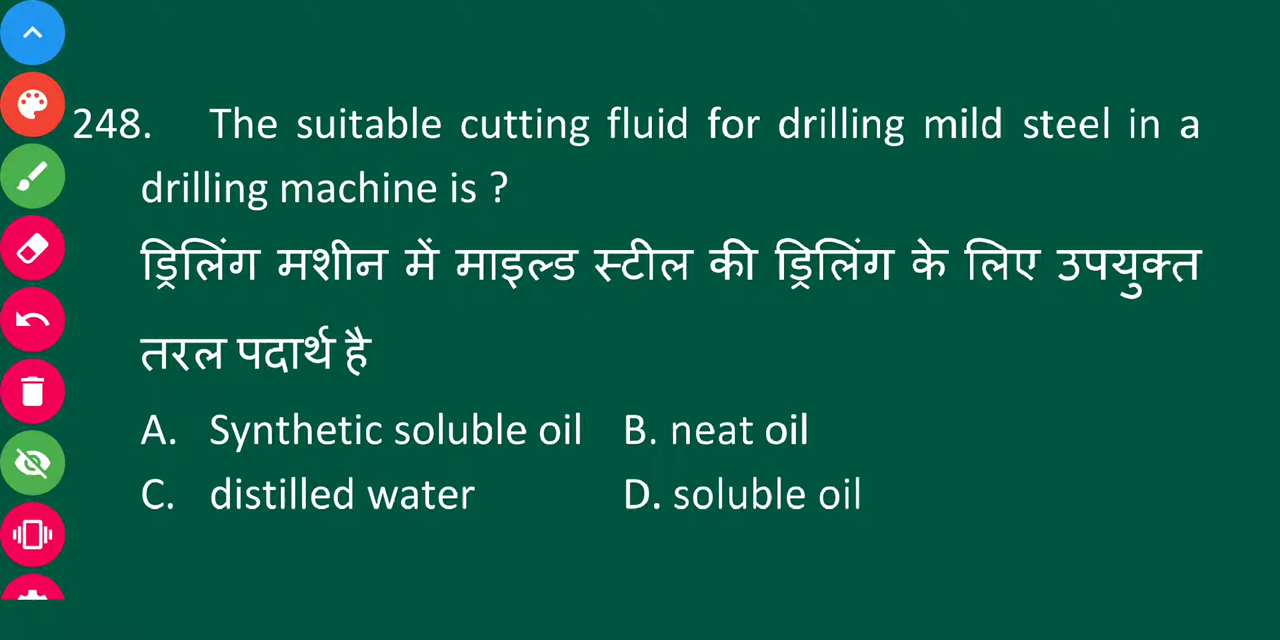 248. The suitable cutting fluid for drilling mild steel in a
drilling machine is ?
ड्रिलिंग मशीन में माइल्ड स्टील की ड्रिलिंग के लिए उपयुक्त
तरल पदार्थ है
A. Synthetic soluble oil B. neat oil
C. distilled water D. soluble oil